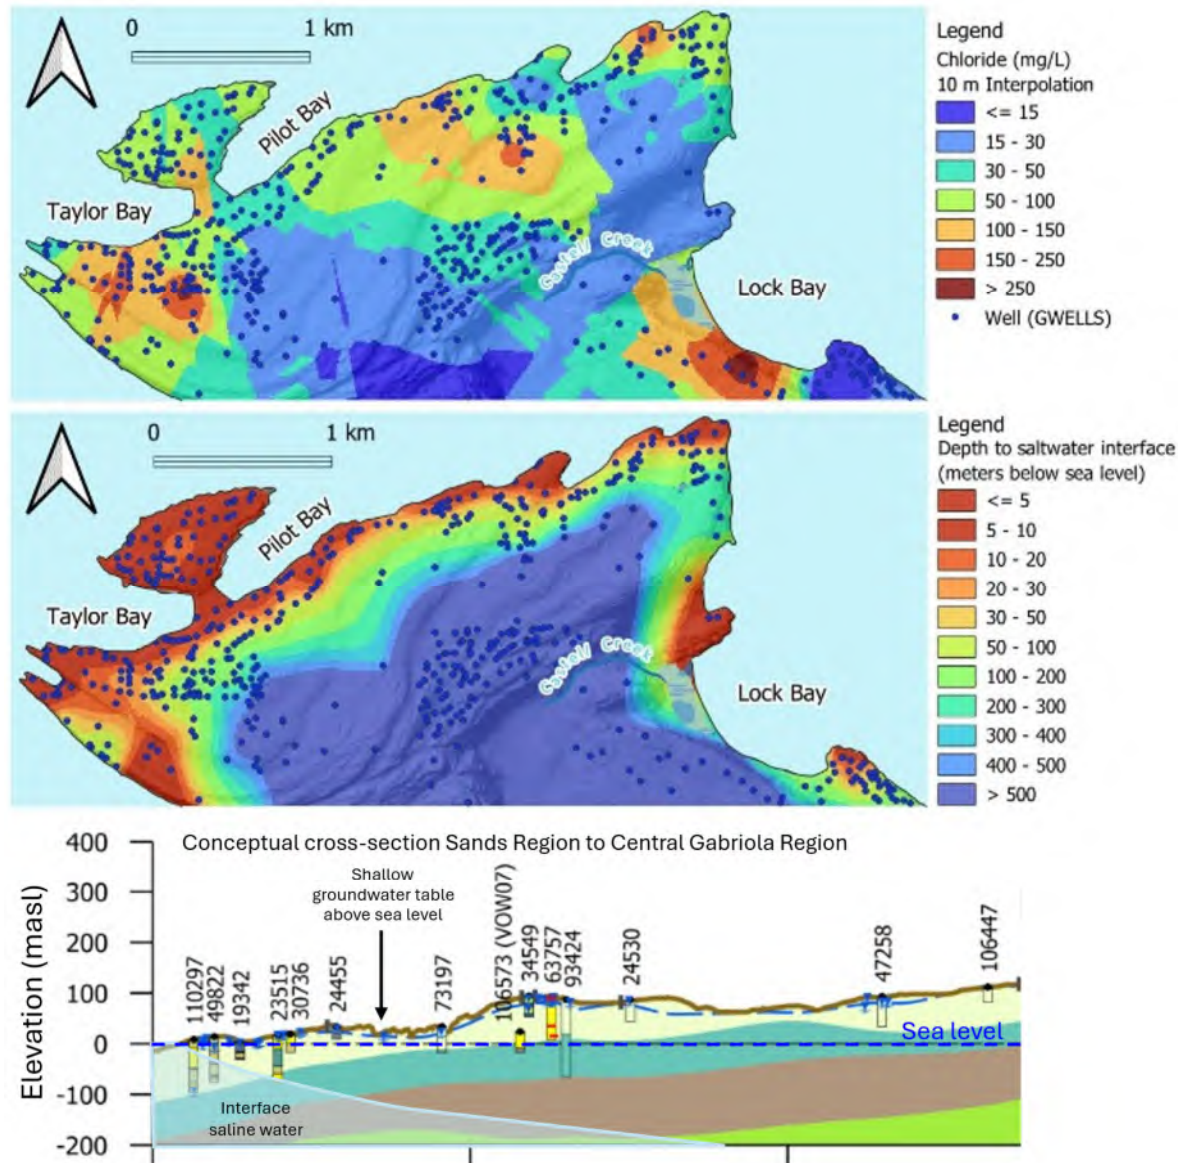 0 1 km
Pilot Bay
Taylor Bay
Castell Creek
Lock Bay
Legend
Chloride (mg/L)
10 m Interpolation
<= 15
15 - 30
30 - 50
50 - 100
100 - 150
150 - 250
> 250
Well (GWELLS)
0 1 km
Pilot Bay
Taylor Bay
Castell Creek
Lock Bay
Legend
Depth to saltwater interface
(meters below sea level)
<= 5
5 - 10
10 - 20
20 - 30
30 - 50
50 - 100
100 - 200
200 - 300
300 - 400
400 - 500
> 500
Conceptual cross-section Sands Region to Central Gabriola Region
Elevation (masl)
400
300
200
100
0
-100
-200
Shallow
groundwater table
above sea level
110297
49822
19342
23515
30736
24455
73197
106573 (VOW07)
34549
63757
93424
24530
47258
106447
Sea level
Interface
saline water